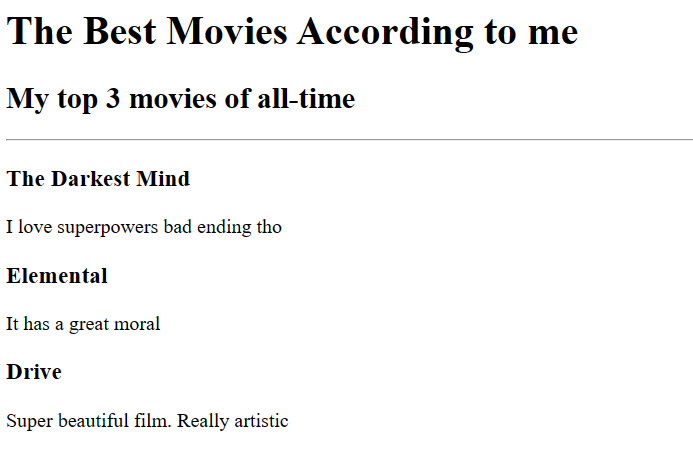 The Best Movies According to me
My top 3 movies of all-time
The Darkest Mind
I love superpowers bad ending tho
Elemental
It has a great moral
Drive
Super beautiful film. Really artistic